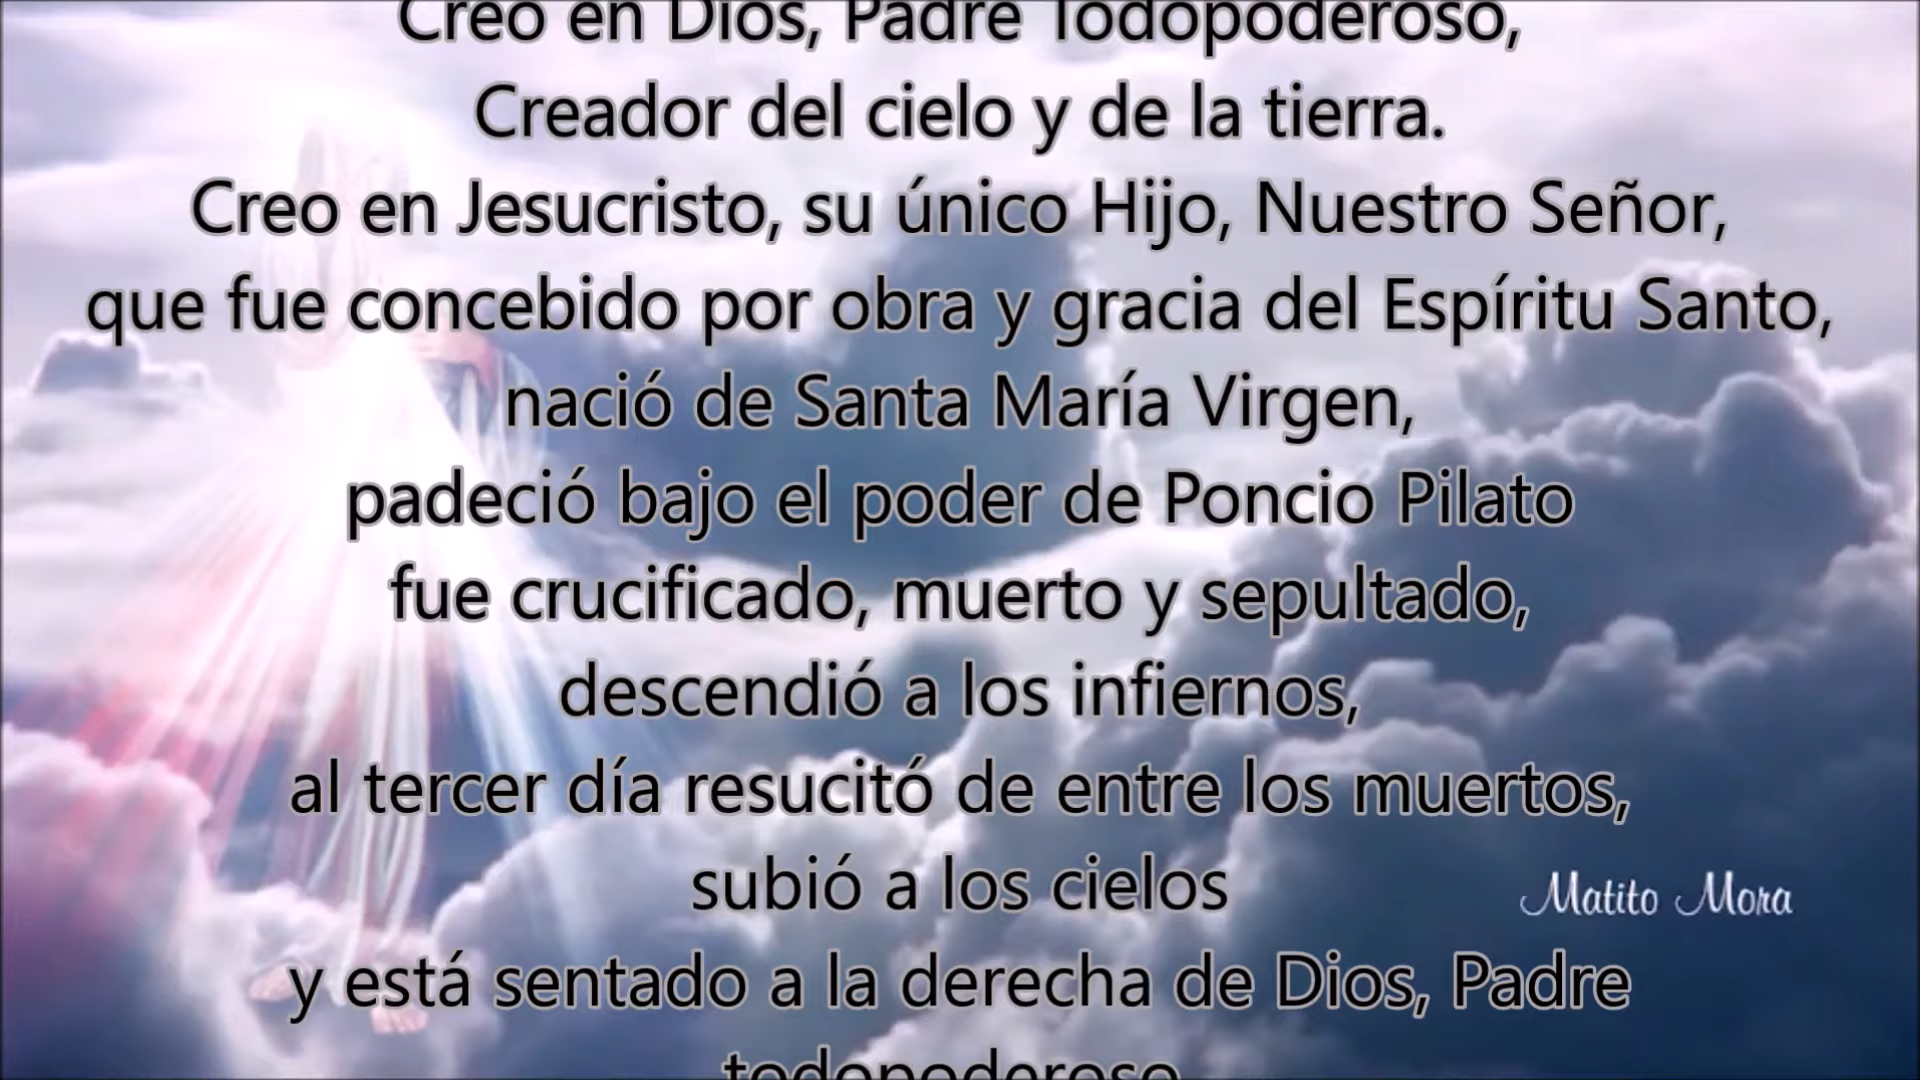 Creo en Dios, Padre Todopoderoso,
Creador del cielo y de la tierra.
Creo en Jesucristo, su único Hijo, Nuestro Señor,
que fue concebido por obra y gracia del Espíritu Santo,
nació de Santa María Virgen,
padeció bajo el poder de Poncio Pilato
fue crucificado, muerto y sepultado,
descendió a los infiernos,
al tercer día resucitó de entre los muertos,
subió a los cielos
Matito Mora
y está sentado a la derecha de Dios, Padre
todopoderoso